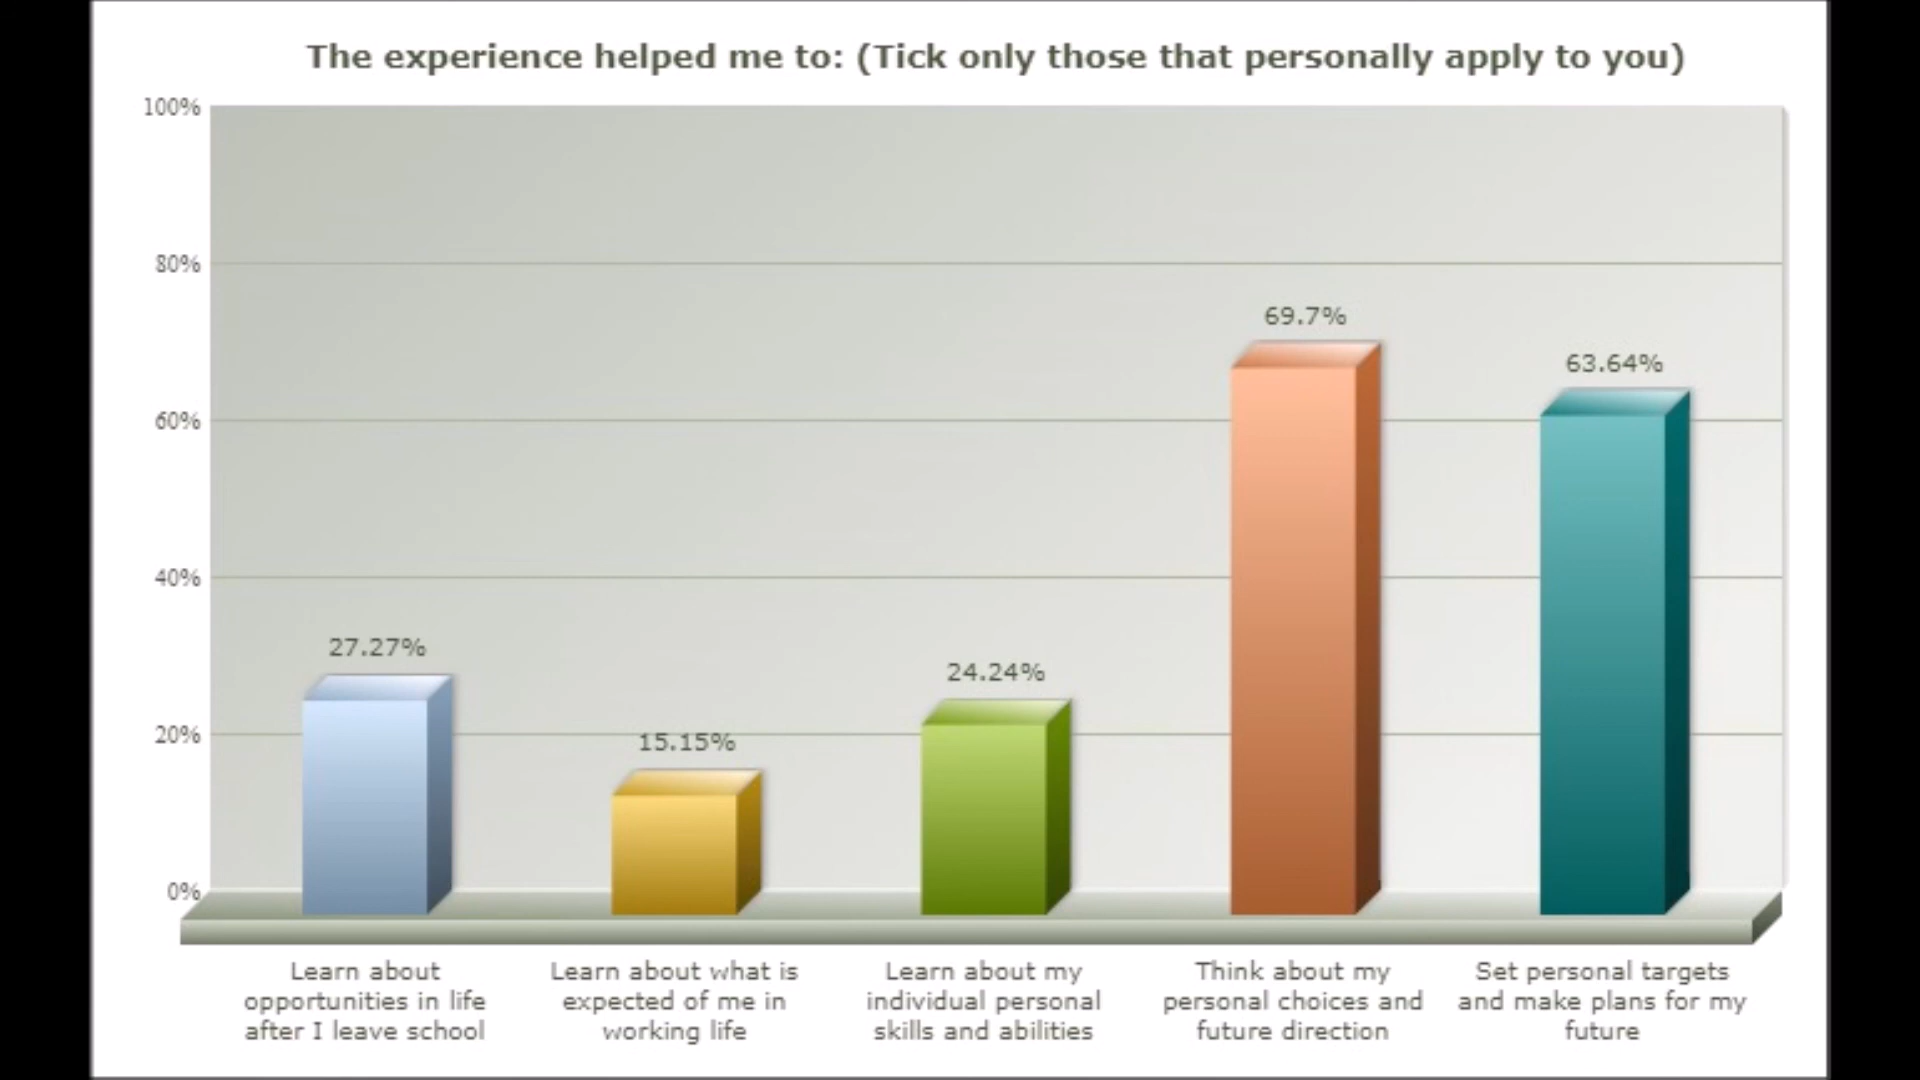 The experience helped me to: (Tick only those that personally apply to you)
100%
80%
60%
40%
20%
0%
27.27%
15.15%
24.24%
69.7%
63.64%
Learn about
opportunities in life
after I leave school
Learn about what is
expected of me in
working life
Learn about my
individual personal
skills and abilities
Think about my
personal choices and
future direction
Set personal targets
and make plans for my
future